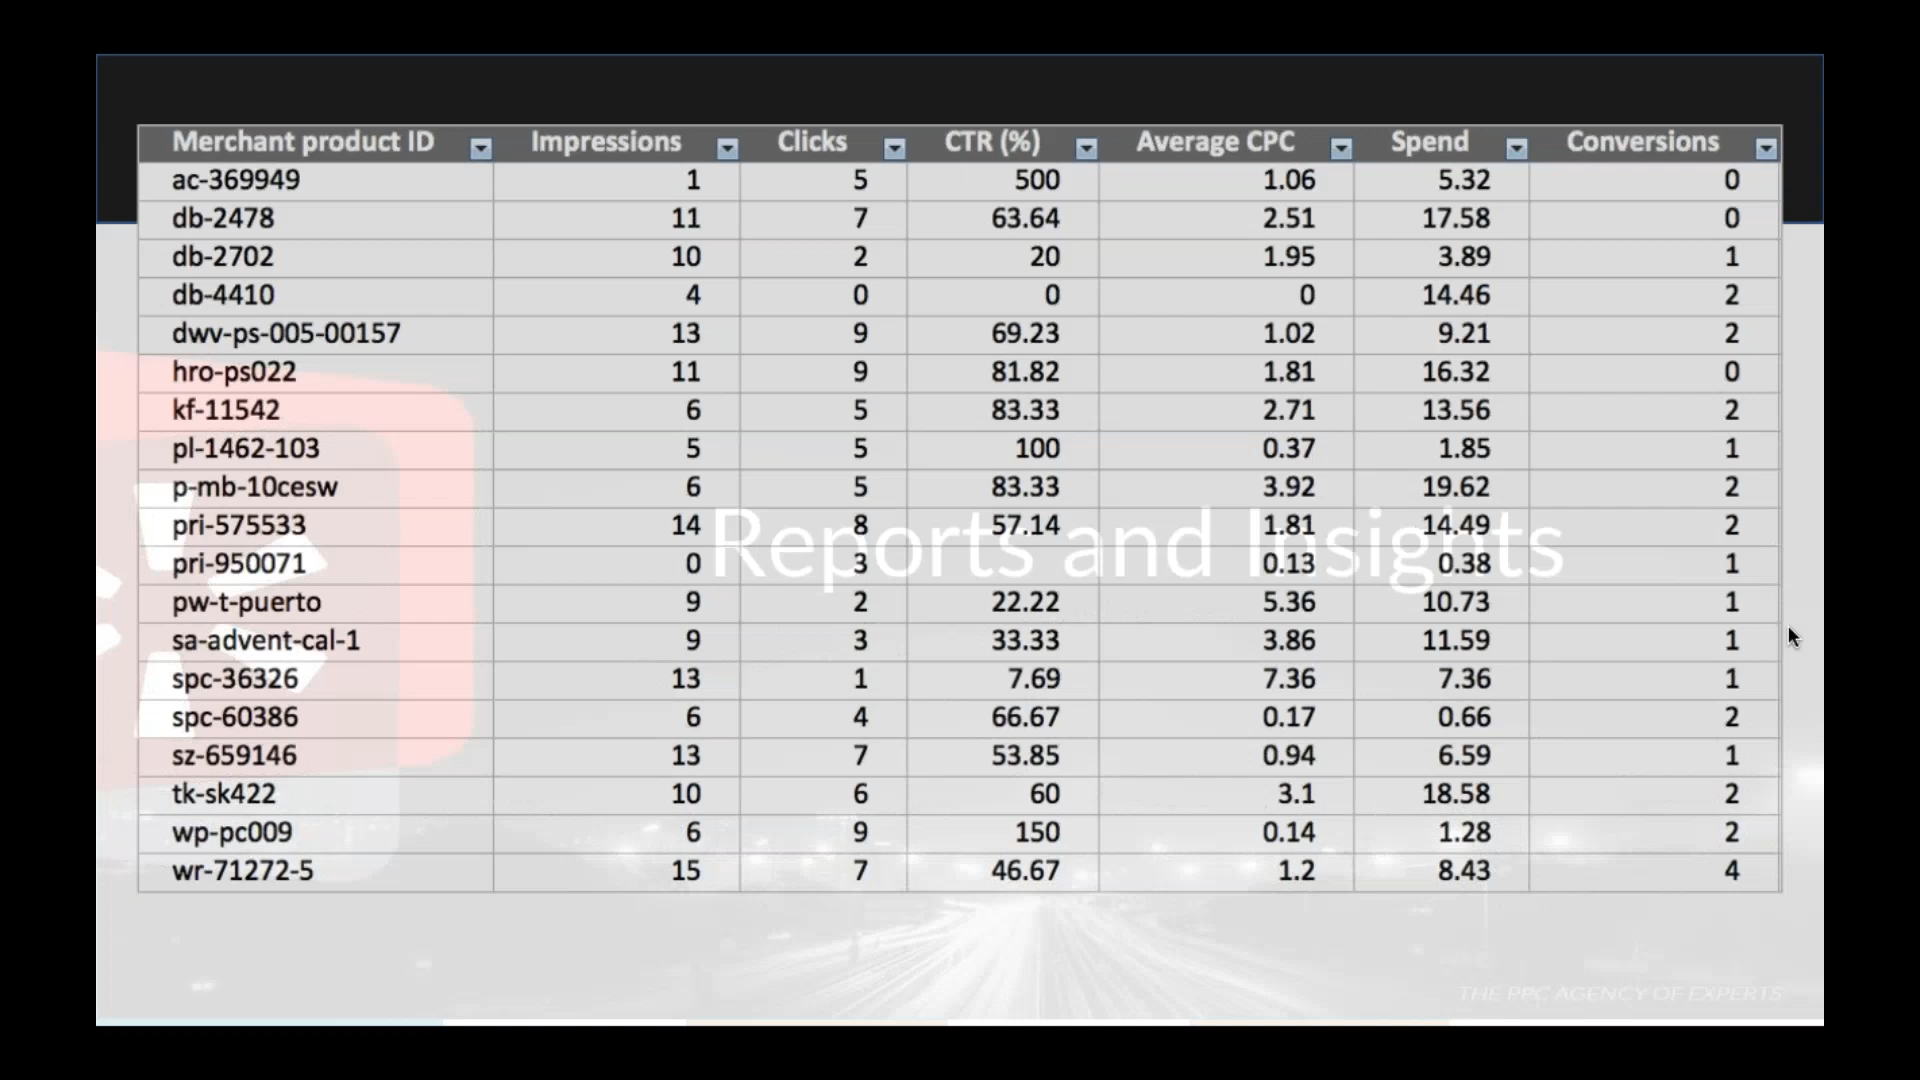 Merchant product ID Impressions Clicks CTR (%) Average CPC Spend Conversions
ac-369949 1 5 500 1.06 5.32 0
db-2478 11 7 63.64 2.51 17.58 0
db-2702 10 2 20 1.95 3.89 1
db-4410 4 0 0 0 14.46 2
dwv-ps-005-00157 13 9 69.23 1.02 9.21 2
hro-ps022 11 9 81.82 1.81 16.32 0
kf-11542 6 5 83.33 2.71 13.56 2
pl-1462-103 5 5 100 0.37 1.85 1
p-mb-10cesw 6 5 83.33 3.92 19.62 2
pri-575533 14 8 57.14 1.81 14.49 2
Reports and Insights
pri-950071 0 3 0.13 0.38 1
pw-t-puerto 9 2 22.22 5.36 10.73 1
sa-advent-cal-1 9 3 33.33 3.86 11.59 1
spc-36326 13 1 7.69 7.36 7.36 1
spc-60386 6 4 66.67 0.17 0.66 2
sz-659146 13 7 53.85 0.94 6.59 1
tk-sk422 10 6 60 3.1 18.58 2
wp-pc009 6 9 150 0.14 1.28 2
wr-71272-5 15 7 46.67 1.2 8.43 4
THE PPC AGENCY OF EXPERTS